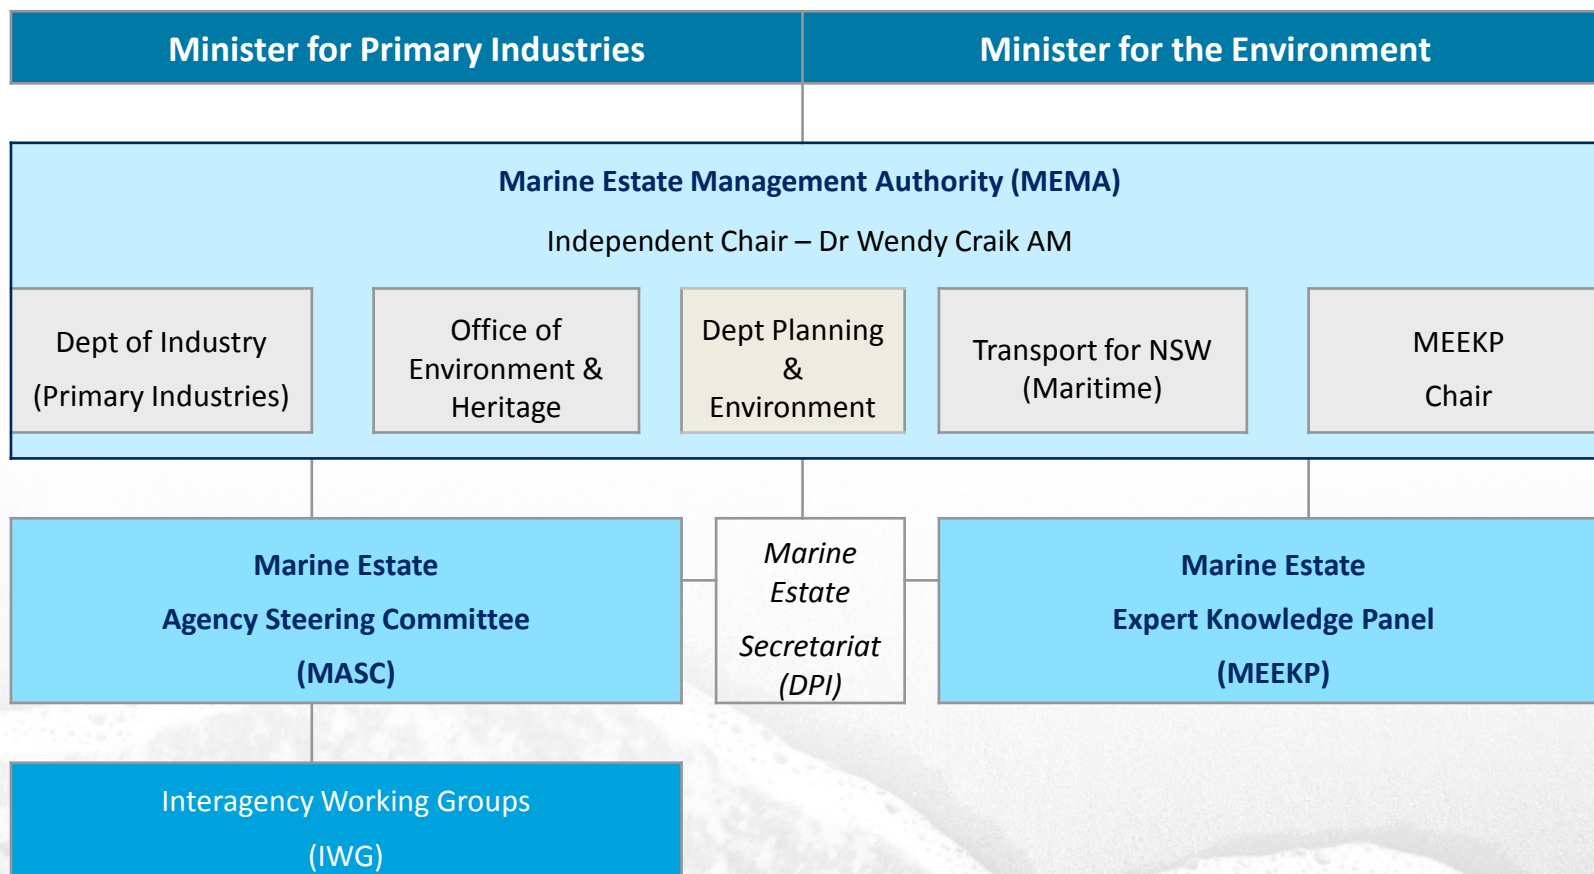 Minister for Primary Industries
Minister for the Environment
Marine Estate Management Authority (MEMA)
Independent Chair – Dr Wendy Craik AM
Dept of Industry
(Primary Industries)
Office of
Environment &
Heritage
Dept Planning
&
Environment
Transport for NSW
(Maritime)
MEEKP
Chair
Marine Estate
Agency Steering Committee
(MASC)
Marine
Estate
Secretariat
(DPI)
Marine Estate
Expert Knowledge Panel
(MEEKP)
Interagency Working Groups
(IWG)